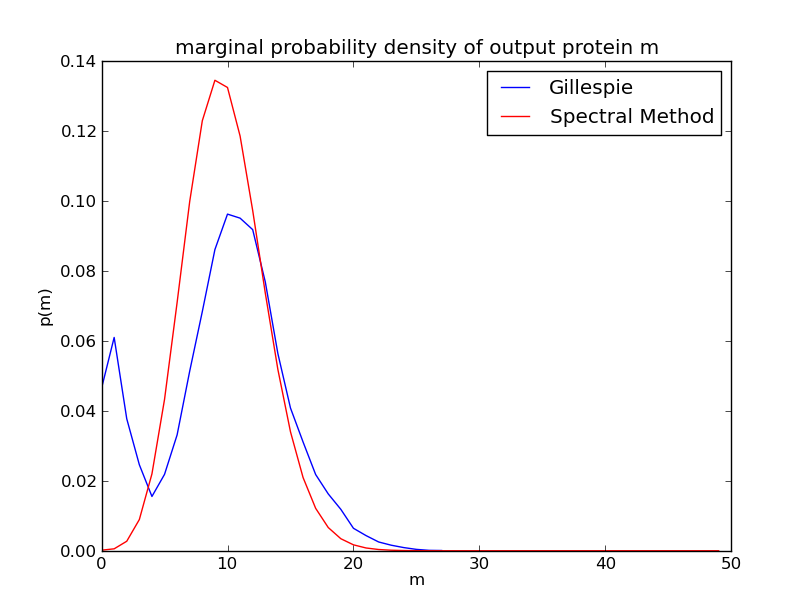 marginal probability density of output protein m
0.14
0.12
0.10
0.08
0.06
0.04
0.02
0.00
p(m)
Gillespie
Spectral Method
0 10 20 30 40 50
m